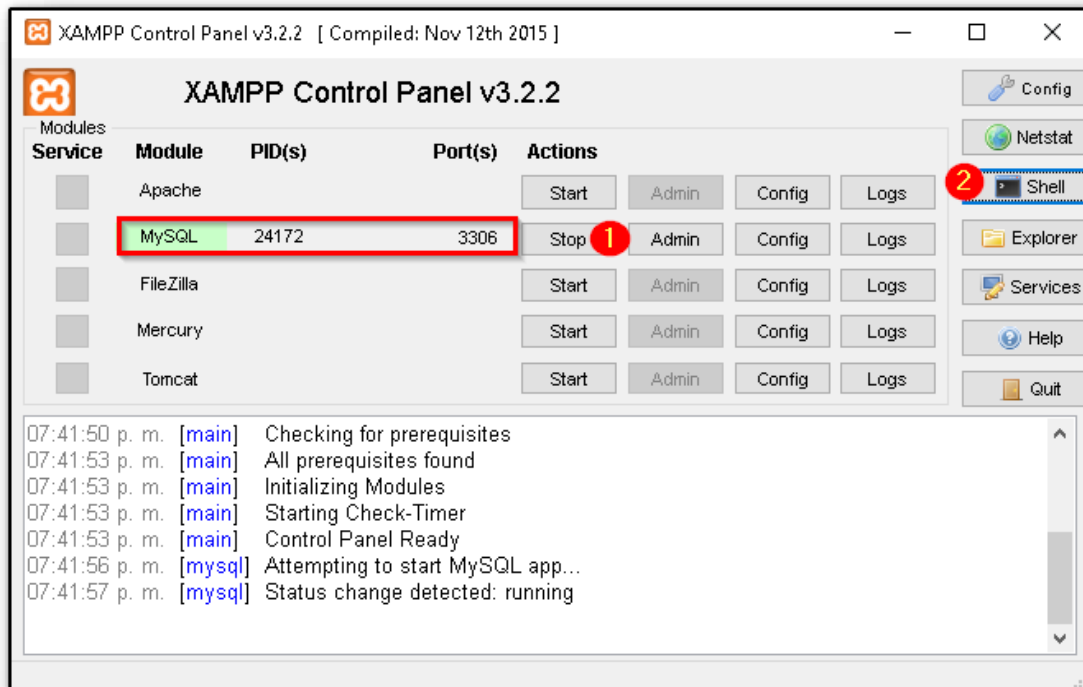 XAMPP Control Panel v3.2.2 [ Compiled: Nov 12th 2015 ]
XAMPP Control Panel v3.2.2
Config
Modules
Netstat
Service Module PID(s) Port(s) Actions
Apache Start Admin Config Logs
2 Shell
MySQL 24172 3306 Stop 1 Admin Config Logs
Explorer
FileZilla Start Admin Config Logs
Services
Mercury Start Admin Config Logs
Help
Tomcat Start Admin Config Logs
Quit
07:41:50 p. m. [main] Checking for prerequisites
07:41:53 p. m. [main] All prerequisites found
07:41:53 p. m. [main] Initializing Modules
07:41:53 p. m. [main] Starting Check-Timer
07:41:53 p. m. [main] Control Panel Ready
07:41:56 p. m. [mysql] Attempting to start MySQL app...
07:41:57 p. m. [mysql] Status change detected: running